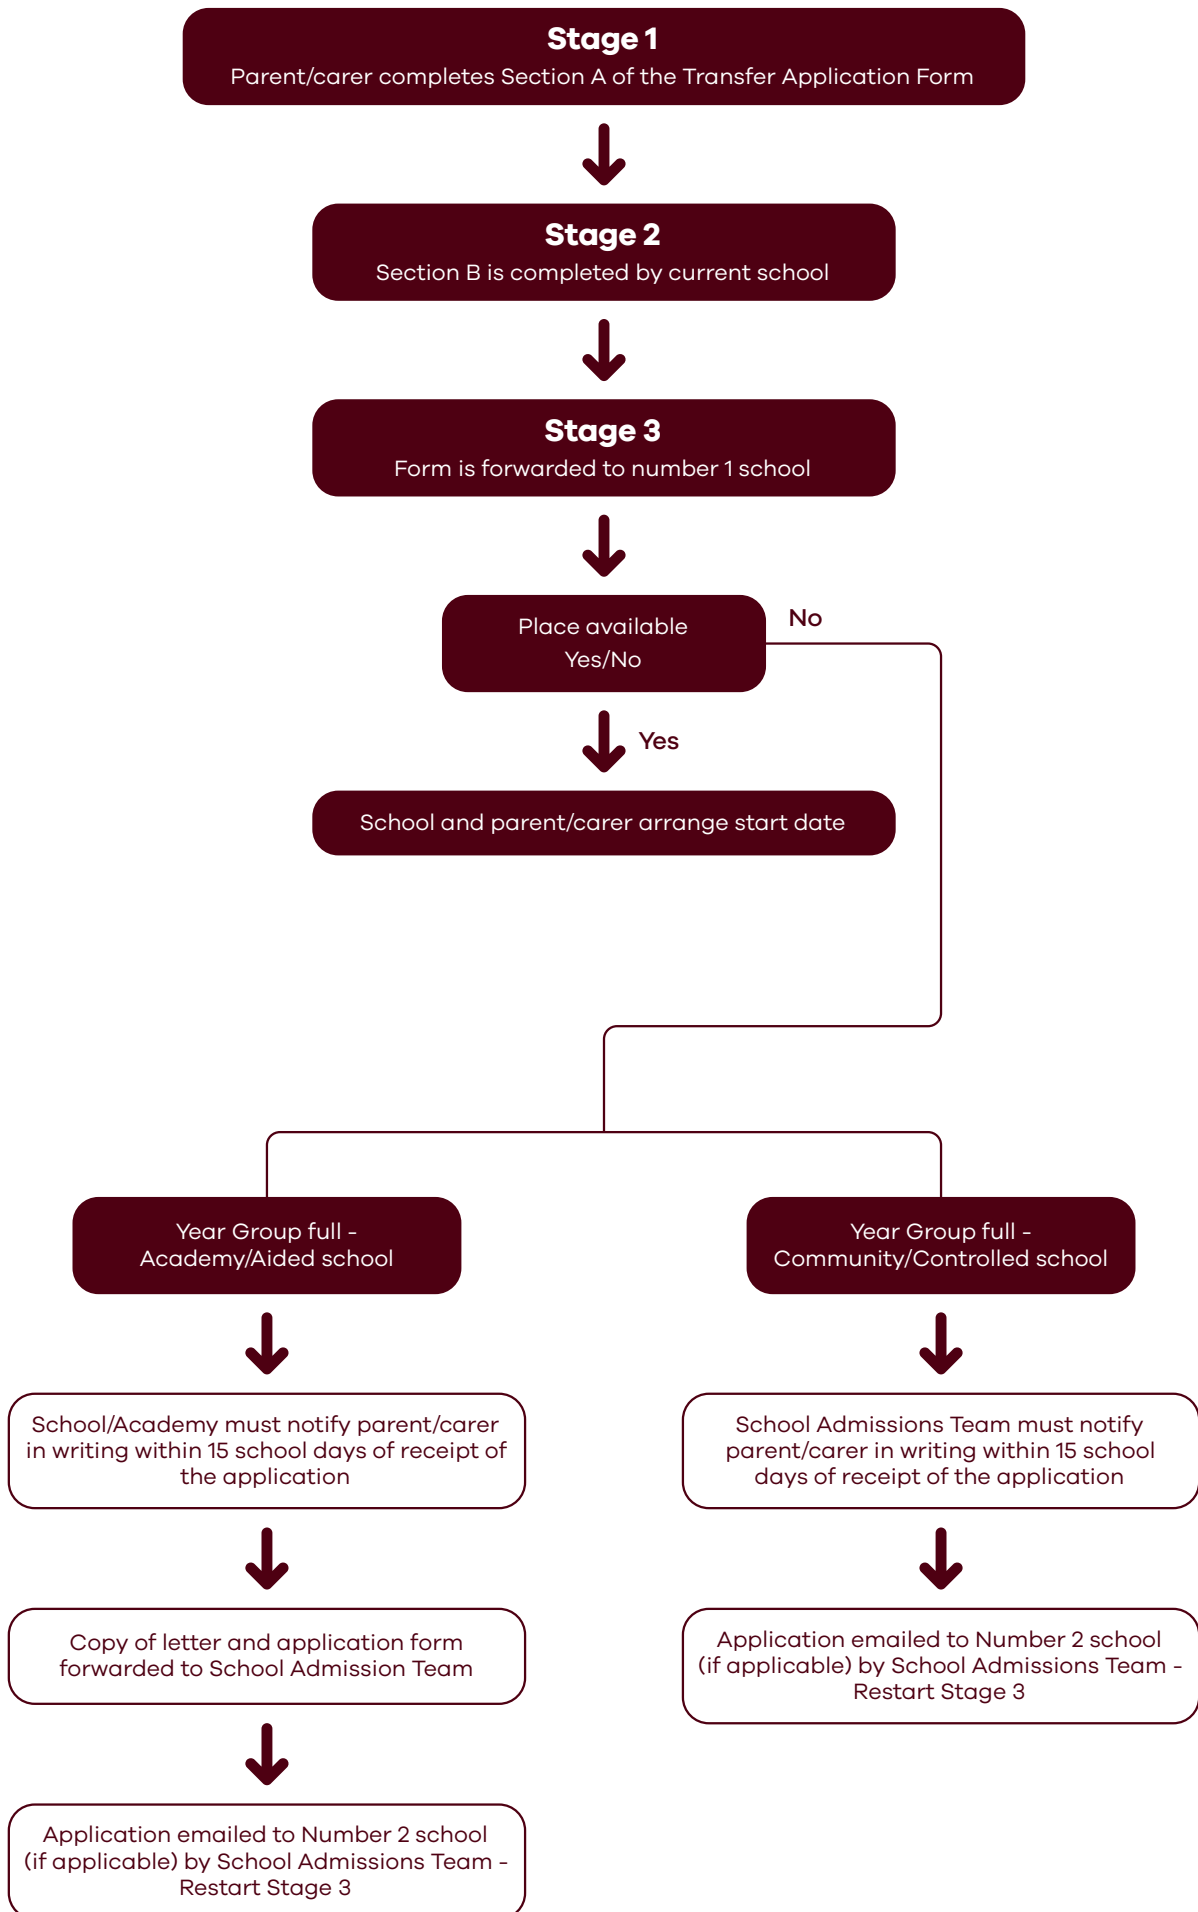 Stage 1
Parent/carer completes Section A of the Transfer Application Form
Stage 2
Section B is completed by current school
Stage 3
Form is forwarded to number 1 school
Place available
Yes/No
No
Yes
School and parent/carer arrange start date
Year Group full -
Academy/Aided school
School/Academy must notify parent/carer
in writing within 15 school days of receipt of
the application
Copy of letter and application form
forwarded to School Admission Team
Application emailed to Number 2 school
(if applicable) by School Admissions Team -
Restart Stage 3
Year Group full -
Community/Controlled school
School Admissions Team must notify
parent/carer in writing within 15 school
days of receipt of the application
Application emailed to Number 2 school
(if applicable) by School Admissions Team -
Restart Stage 3